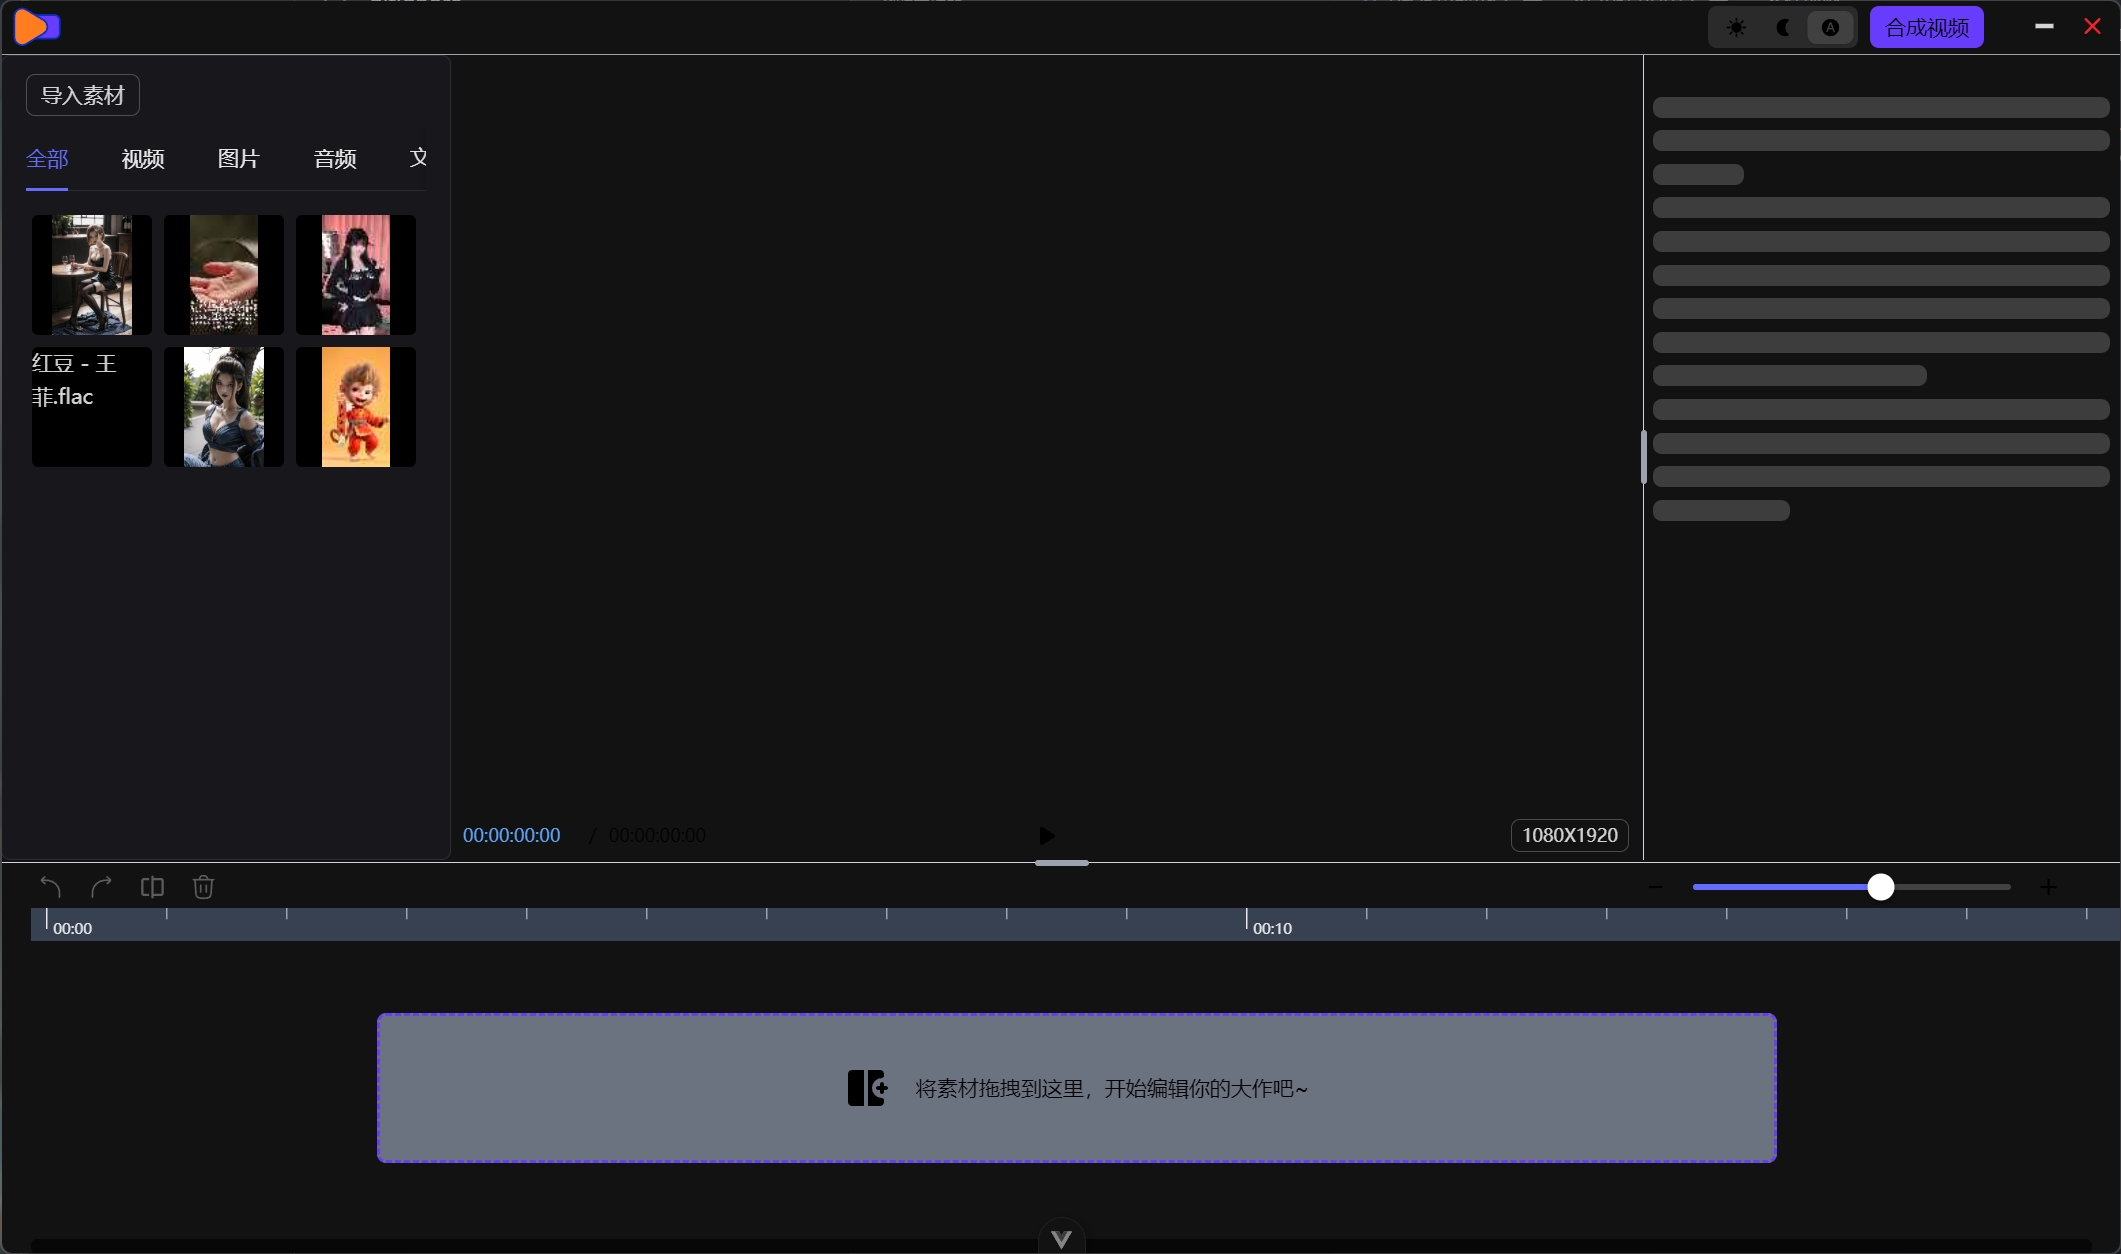 A
合成视频
导入素材
全部
视频
图片
音频
文
红豆 - 王
菲.flac
00:00:00:00 / 00:00:00:00
1080X1920
00:00
00:10
将素材拖拽到这里，开始编辑你的大作吧~